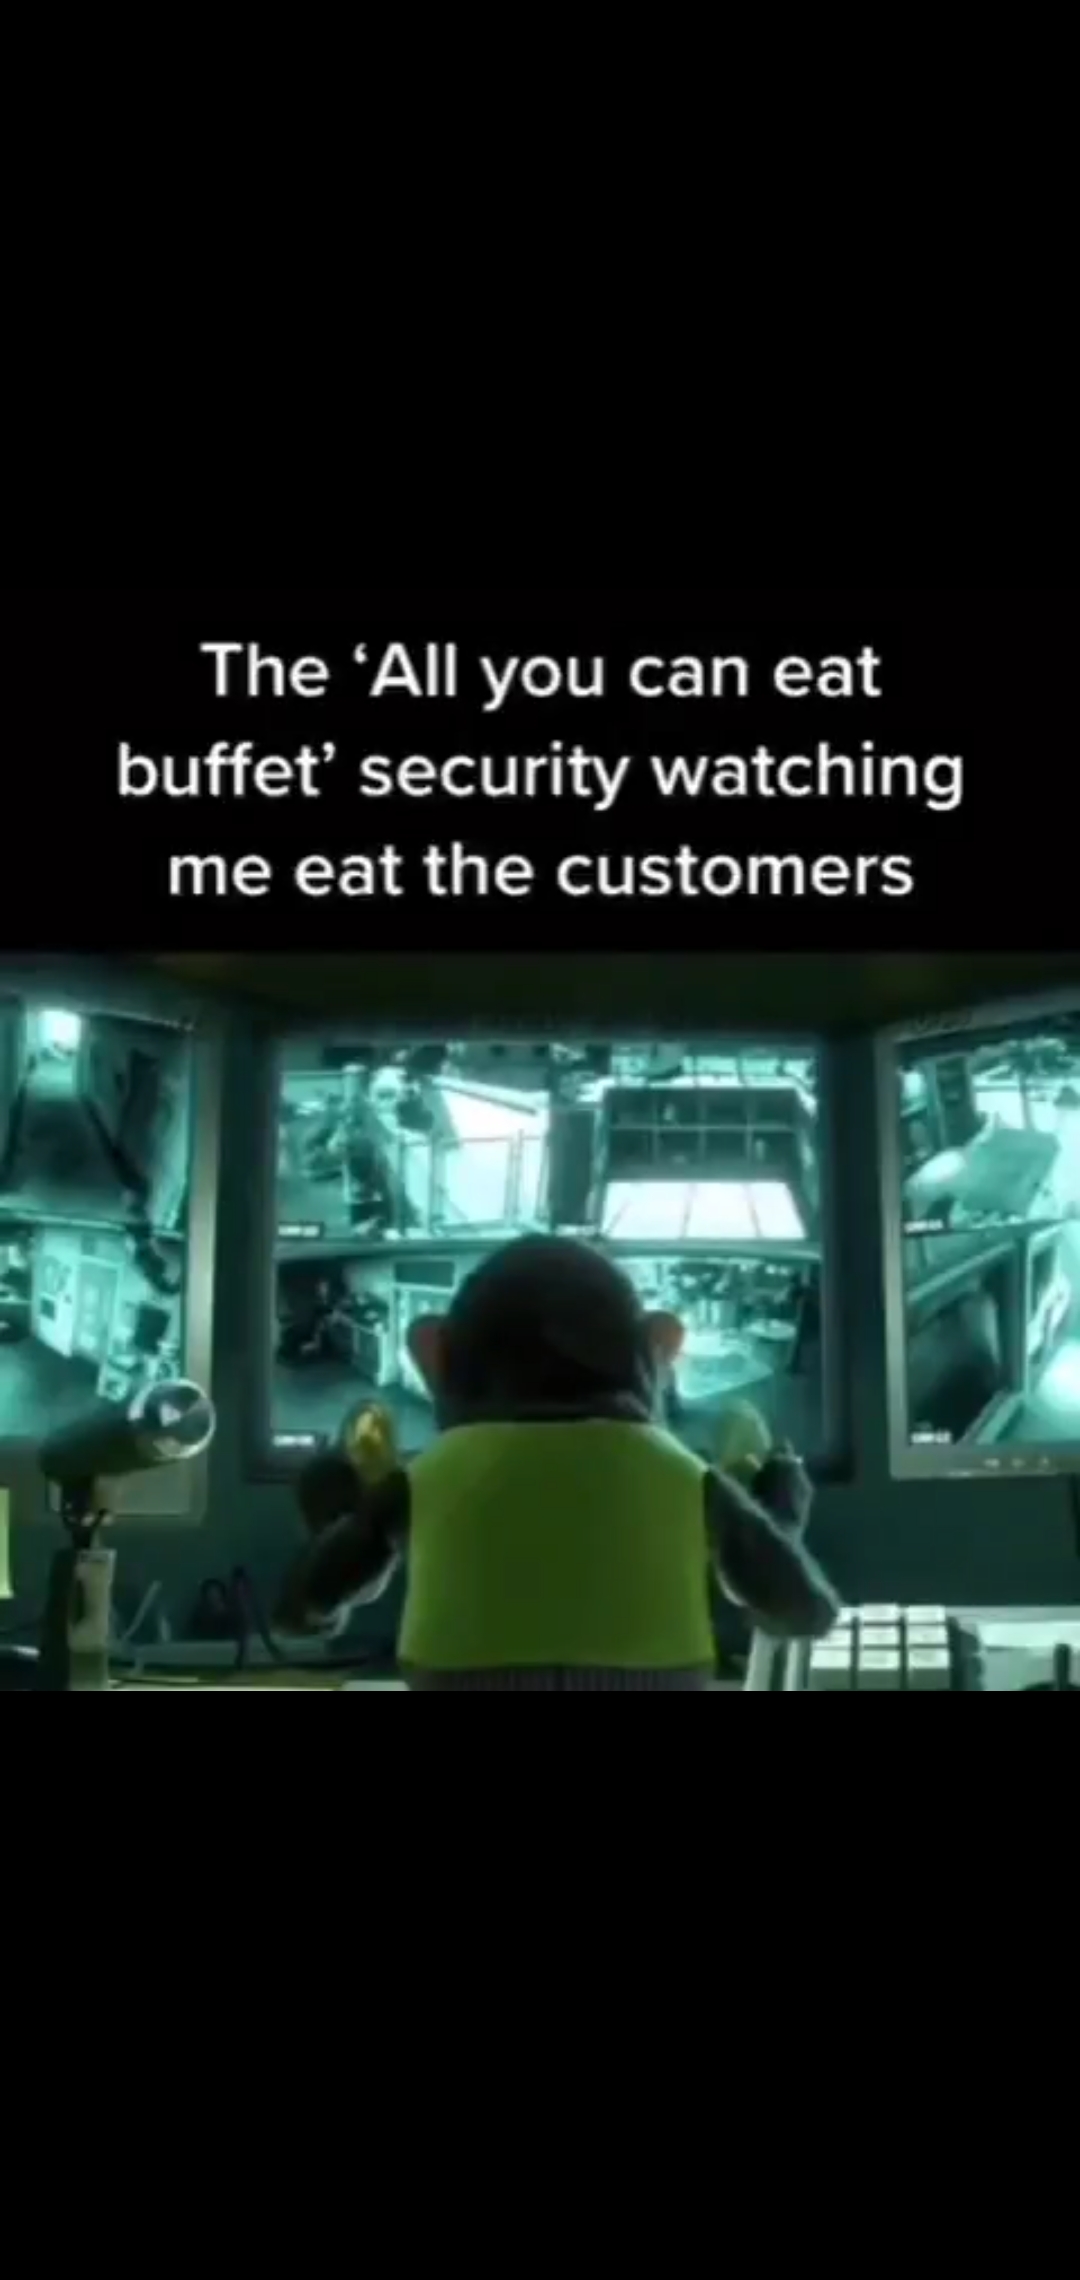 The ‘All you can eat
buffet’ security watching
me eat the customers